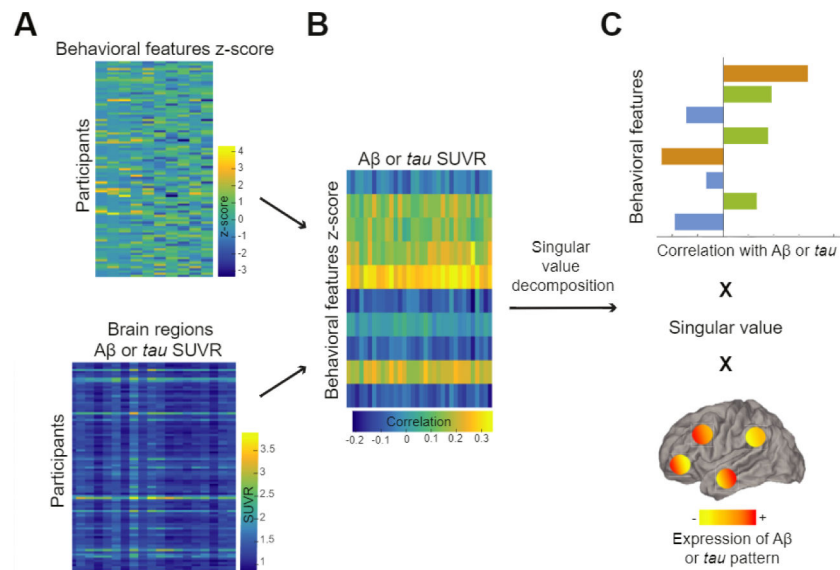 A
Behavioral features z-score
Participants
4
3
2
1
0
-1
-2
-3
z-score
Brain regions
Aβ or tau SUVR
Participants
3.5
3
2.5
2
1.5
1
SUVR
B
Aβ or tau SUVR
Behavioral features z-score
Correlation
-0.2 -0.1 0 0.1 0.2 0.3
Singular
value
decomposition
C
Behavioral features
Correlation with Aβ or tau
X
Singular value
X
- +
Expression of Aβ
or tau pattern